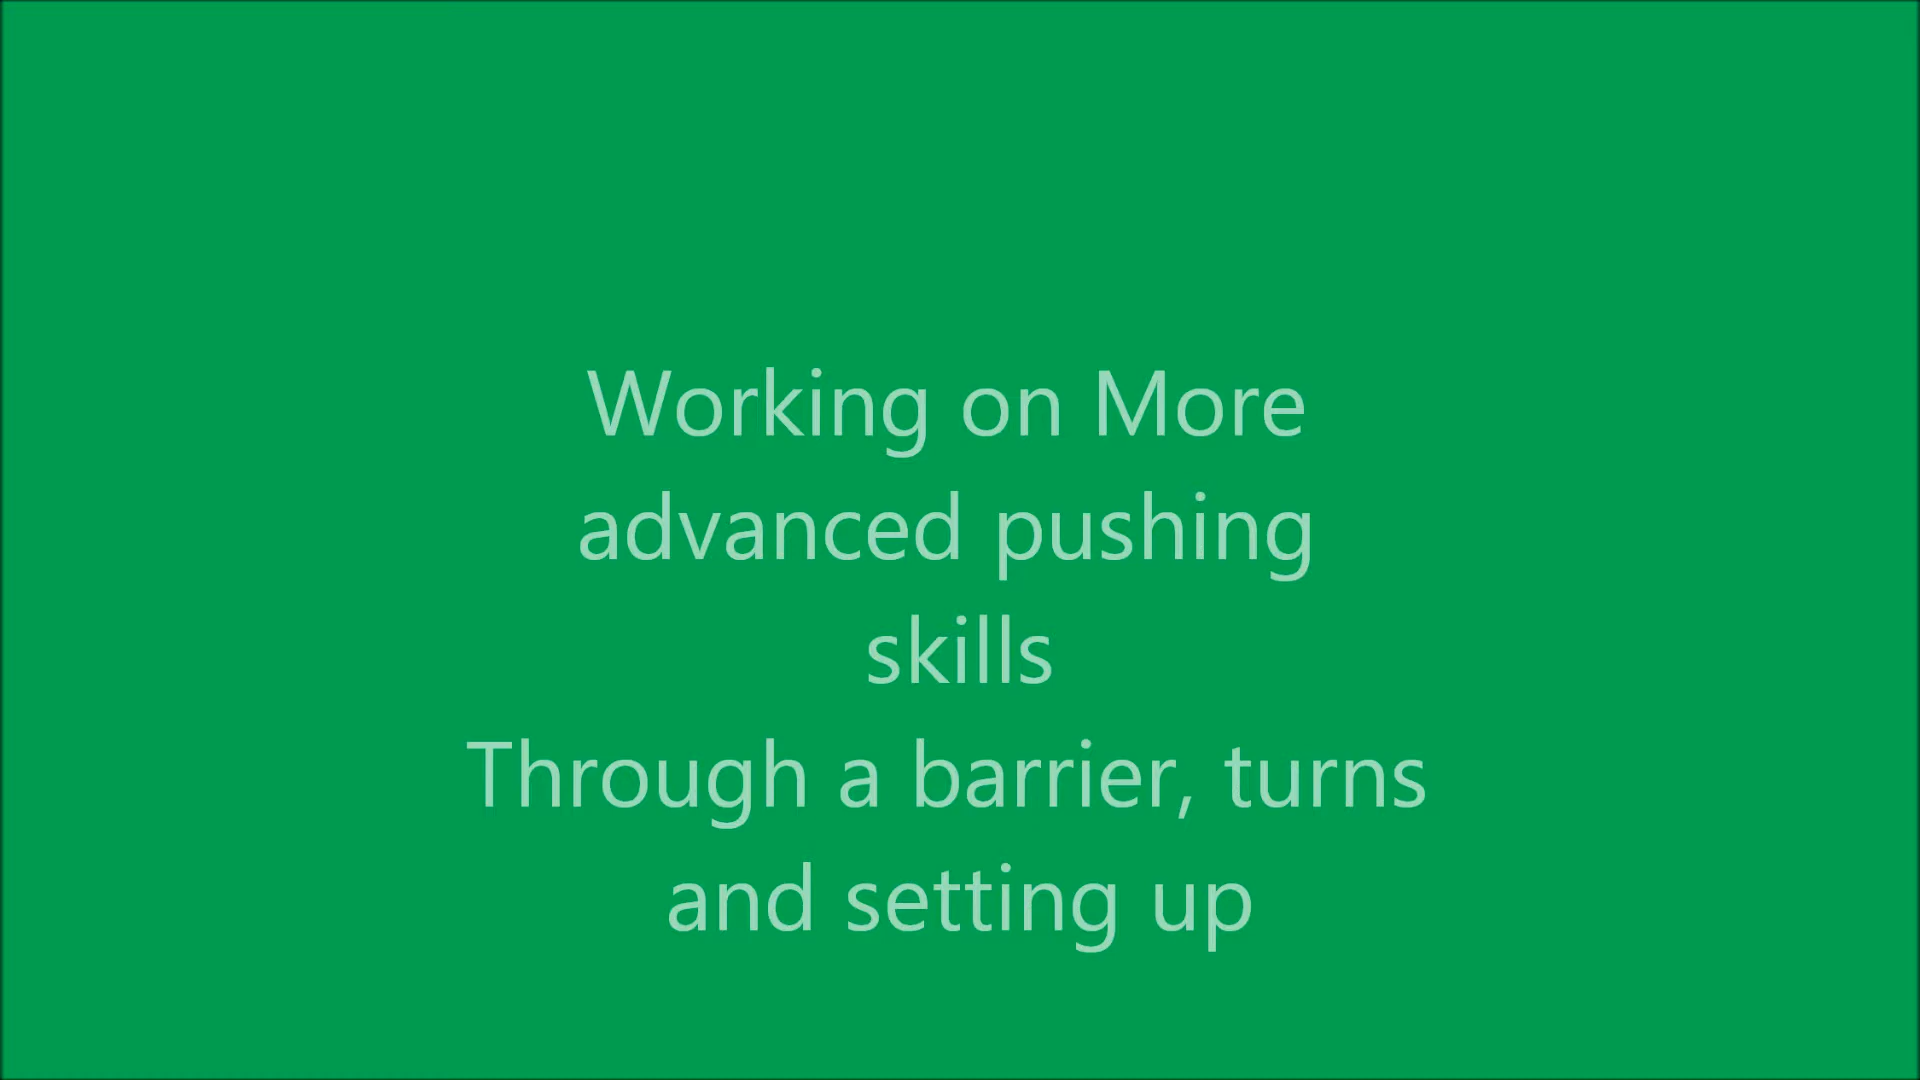 Working on More
advanced pushing
skills
Through a barrier, turns
and setting up